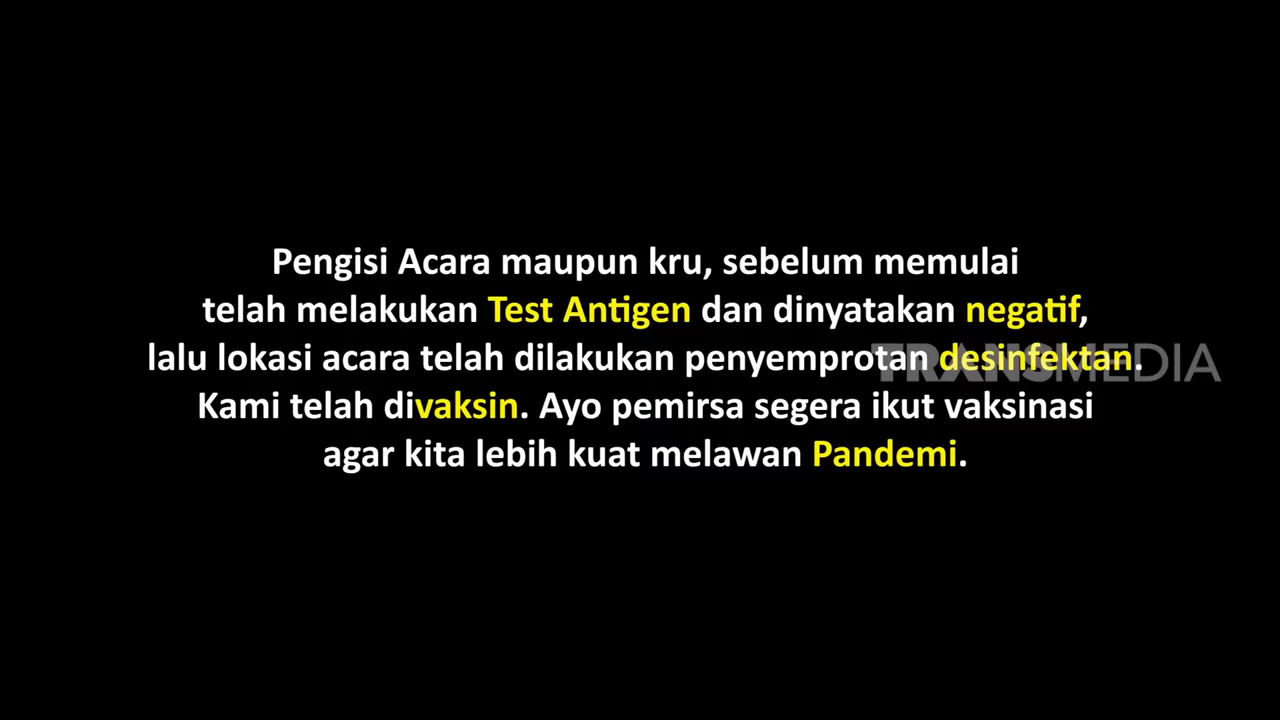 Pengisi Acara maupun kru, sebelum memulai
telah melakukan Test Antigen dan dinyatakan negatif,
lalu lokasi acara telah dilakukan penyemprotan desinfektan.
TRANSMEDIA
Kami telah divaksin. Ayo pemirsa segera ikut vaksinasi
agar kita lebih kuat melawan Pandemi.